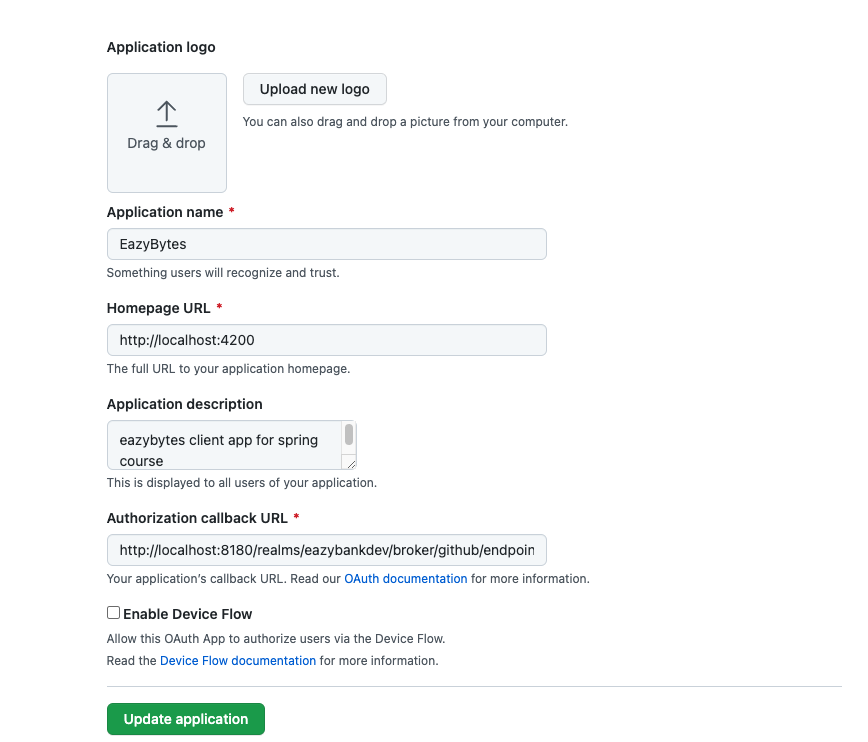 Application logo
Upload new logo
You can also drag and drop a picture from your computer.
Drag & drop
Application name *
EazyBytes
Something users will recognize and trust.
Homepage URL *
http://localhost:4200
The full URL to your application homepage.
Application description
eazybytes client app for spring
course
This is displayed to all users of your application.
Authorization callback URL *
http://localhost:8180/realms/eazybankdev/broker/github/endpoin
Your application's callback URL. Read our OAuth documentation for more information.
Enable Device Flow
Allow this OAuth App to authorize users via the Device Flow.
Read the Device Flow documentation for more information.
Update application